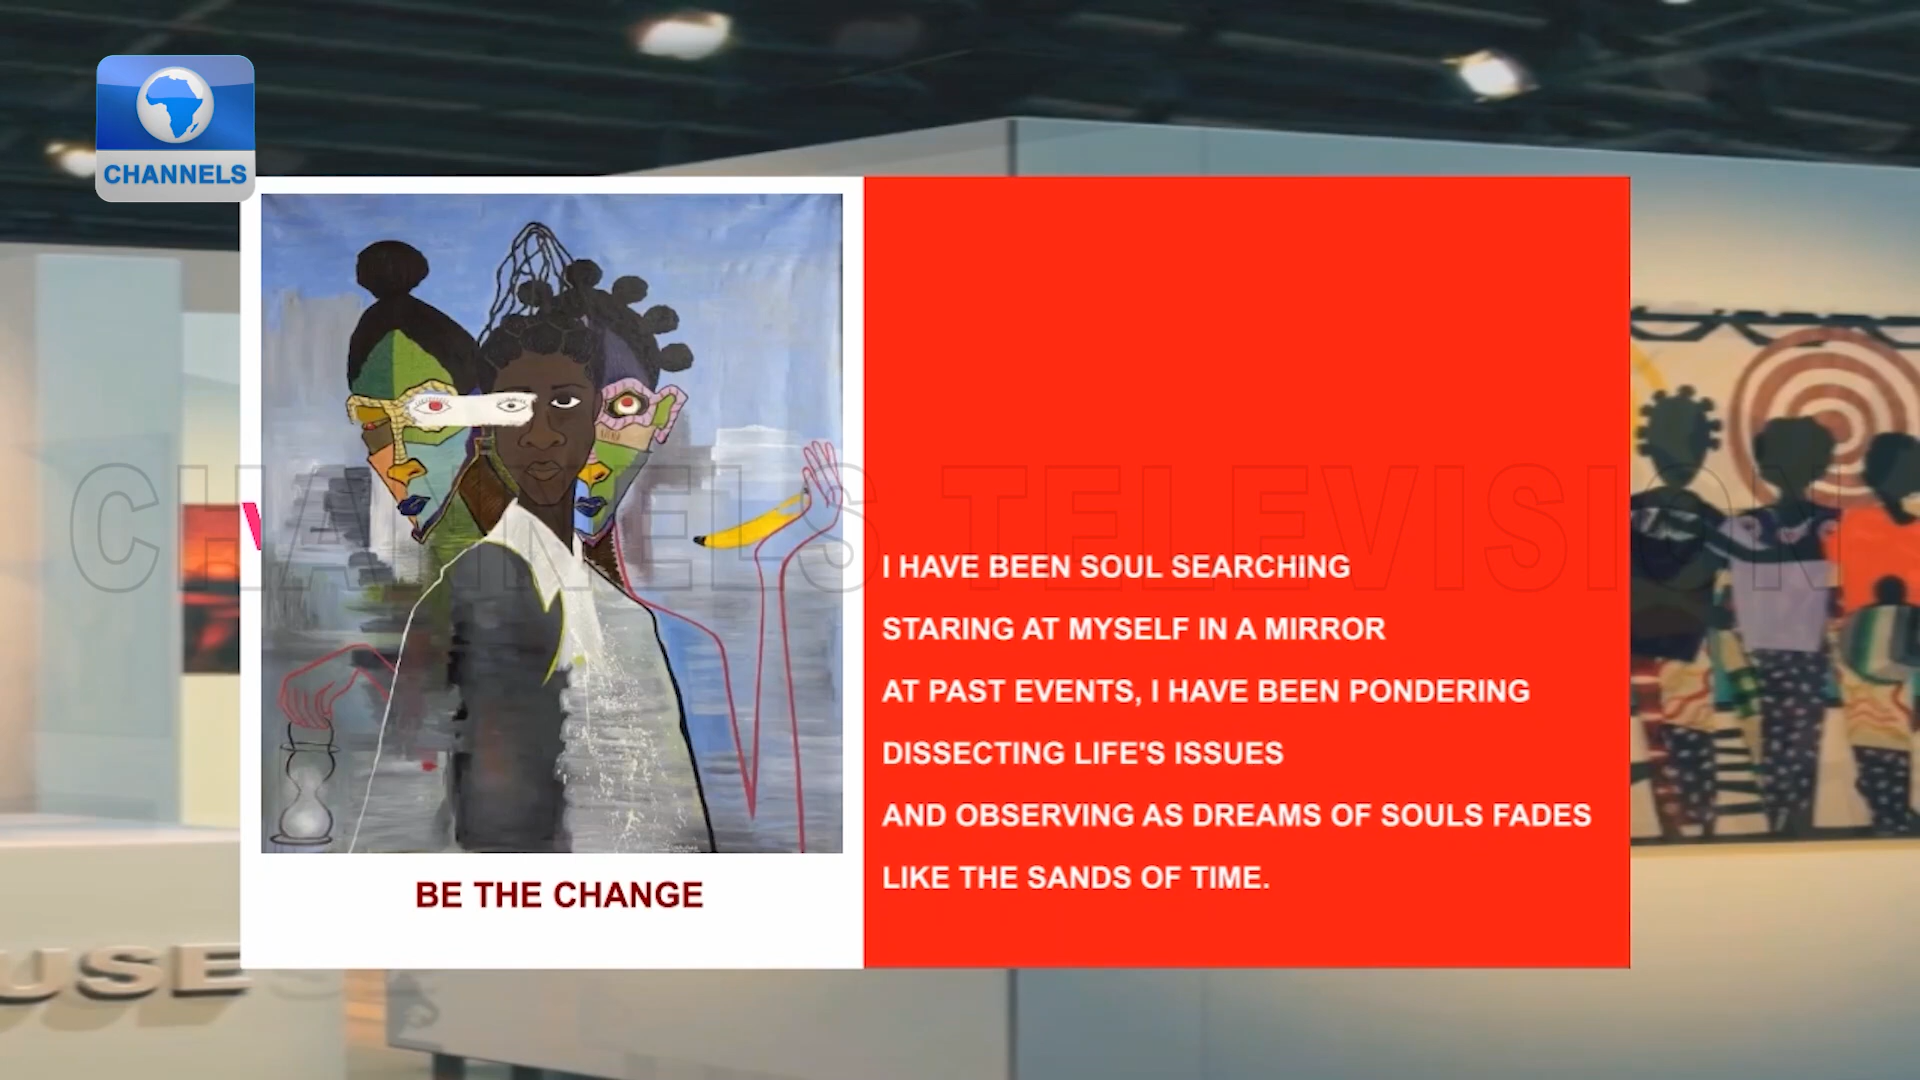 CHANNELS
CHANNELS TELEVISION
I HAVE BEEN SOUL SEARCHING
STARING AT MYSELF IN A MIRROR
AT PAST EVENTS, I HAVE BEEN PONDERING
DISSECTING LIFE'S ISSUES
AND OBSERVING AS DREAMS OF SOULS FADES
LIKE THE SANDS OF TIME.
BE THE CHANGE
USE